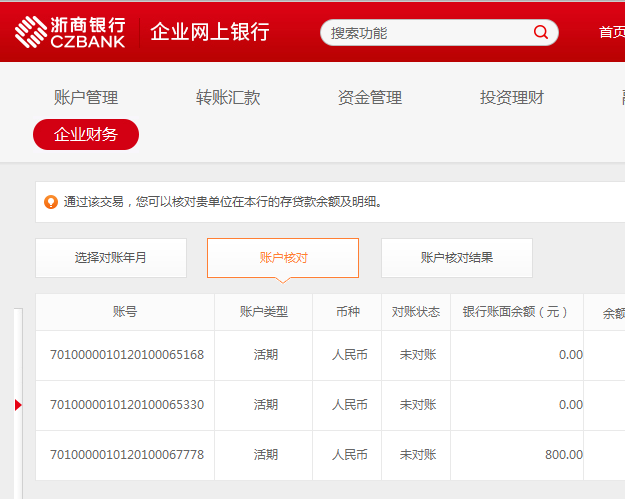 浙商银行
CZBANK
企业网上银行
搜索功能
首页
账户管理 转账汇款 资金管理 投资理财
企业财务
通过该交易，您可以核对贵单位在本行的存贷款余额及明细。
选择对账年月 账户核对 账户核对结果
账号 账户类型 币种 对账状态 银行账面余额（元） 余额
7010000010120100065168 活期 人民币 未对账 0.00
7010000010120100065330 活期 人民币 未对账 0.00
7010000010120100067778 活期 人民币 未对账 800.00